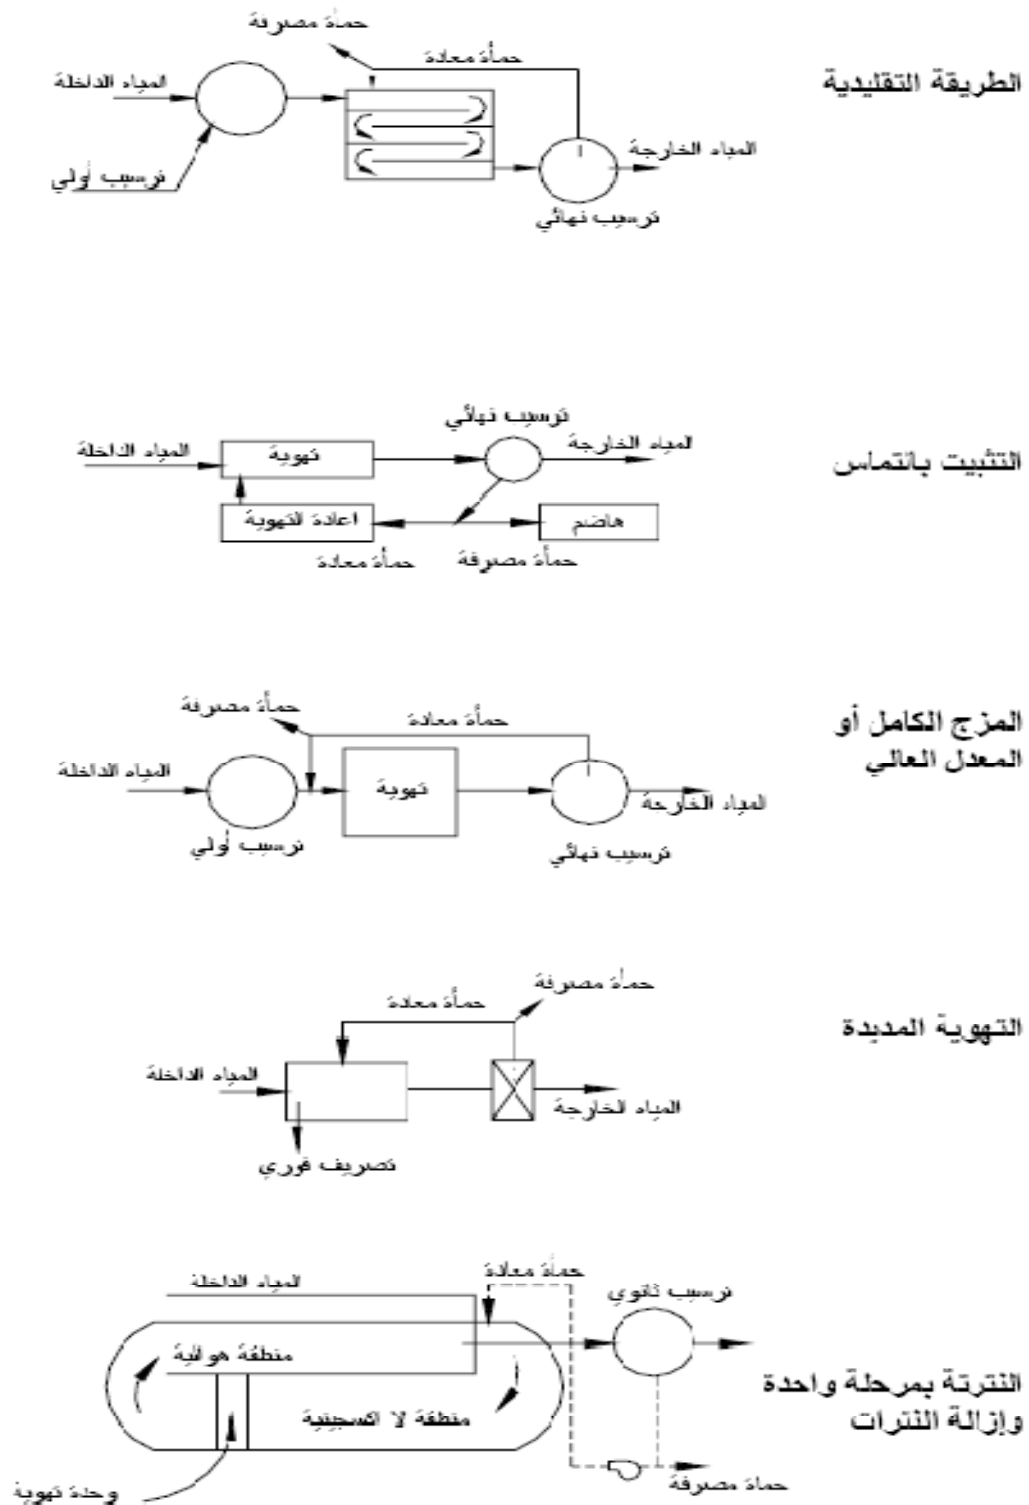 حمأة مصرفة
حمأة معادة
المياه الداخلة
الطريقة التقليدية
المياه الخارجة
ترسيب أولي
ترسيب نهائي
ترسيب نهائي
المياه الخارجة
المياه الداخلة
تهوية
التثبيت بالتماس
اعادة التهوية
هاضم
حمأة معادة
حمأة مصرفة
حمأة مصرفة
حمأة معادة
المزج الكامل أو
المعدل العالي
المياه الداخلة
تهوية
المياه الخارجة
ترسيب أولي
ترسيب نهائي
حمأة مصرفة
حمأة معادة
التهوية المديدة
المياه الداخلة
المياه الخارجة
تصريف فوري
حمأة معادة
المياه الداخلة
ترسيب ثانوي
منطقة هوائية
النترتة بمرحلة واحدة
وإزالة النترات
منطقة لا اكسجينية
حماة مصرفة
وحدة تهوية